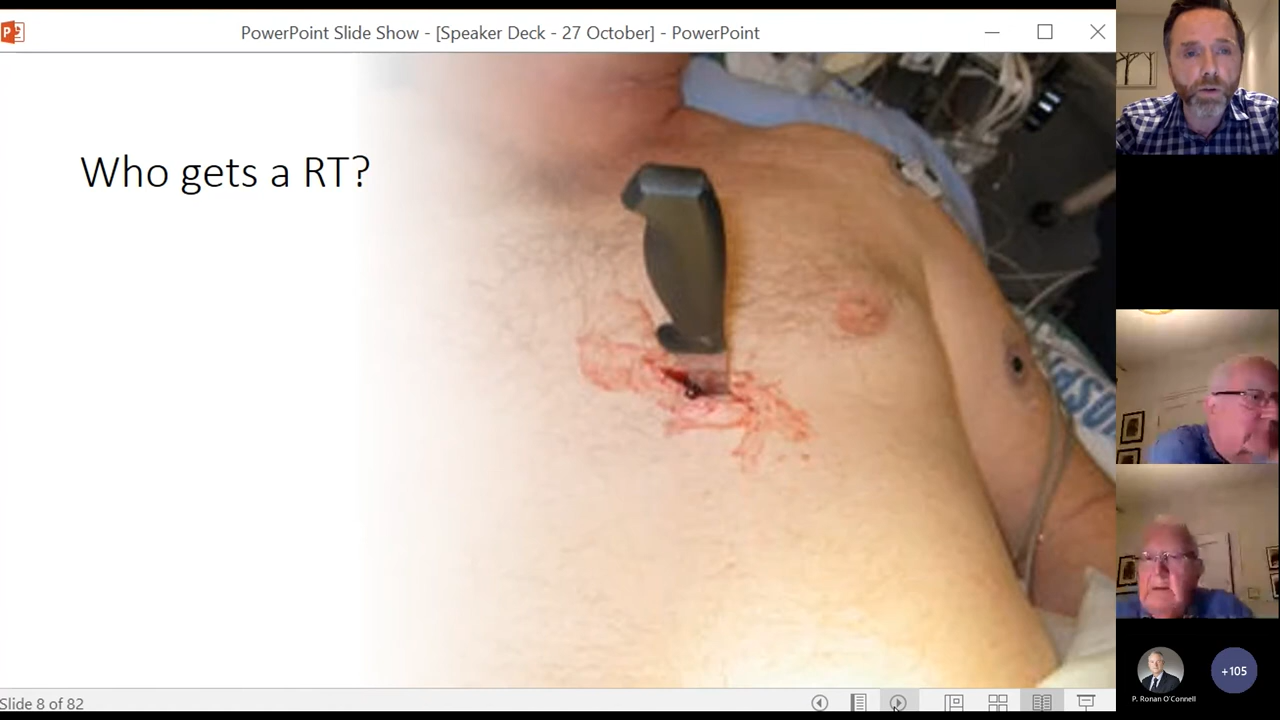 PowerPoint Slide Show - [Speaker Deck - 27 October] - PowerPoint
Who gets a RT?
P. Ronan O'Connell
+105
Slide 8 of 82